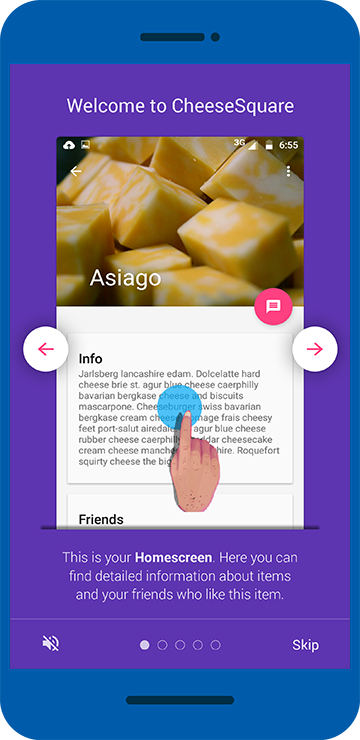 Welcome to CheeseSquare
3G 6:55
Asiago
Info
Jarlsberg lancashire edam. Dolcelatte hard
cheese brie st. agur blue cheese caerphilly
bavarian bergkase cheese and biscuits
mascarpone. Cheeseburger swiss bavarian
bergkase cream cheese fromage frais cheesy
feet port-salut airedale. agur blue cheese
rubber cheese caerphilly cheddar cheesecake
cream cheese manchego cheshire. Roquefort
squirty cheese the big
Friends
This is your Homescreen. Here you can
find detailed information about items
and your friends who like this item.
Skip